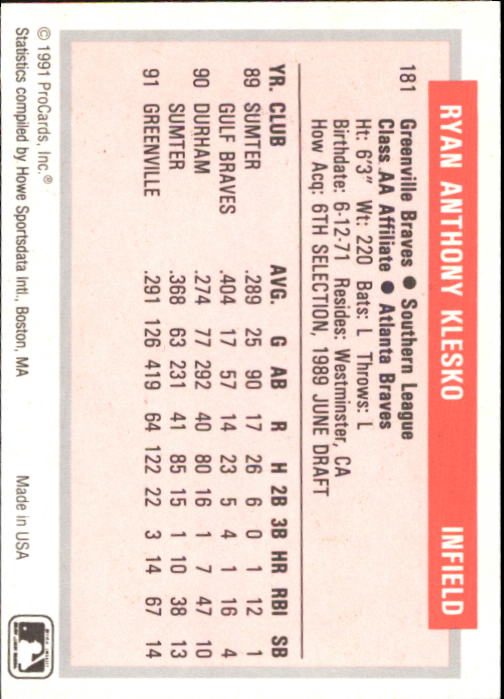 RYAN ANTHONY KLESKO INFIELD
181 Greenville Braves ● Southern League
Class AA Affiliate ● Atlanta Braves
Ht: 6'3" Wt: 220 Bats: L Throws: L
Birthdate: 6-12-71 Resides: Westminster, CA
How Acq: 6TH SELECTION, 1989 JUNE DRAFT
YR. CLUB AVG. G AB R H 2B 3B HR RBI SB
89 SUMTER .289 25 90 17 26 6 0 1 12 1
GULF BRAVES .404 17 57 14 23 5 4 1 16 4
90 DURHAM .274 77 292 40 80 16 1 7 47 10
SUMTER .368 63 231 41 85 15 1 10 38 13
91 GREENVILLE .291 126 419 64 122 22 3 14 67 14
© 1991 ProCards, Inc.® Made in USA
Statistics compiled by Howe Sportsdata Intl., Boston, MA